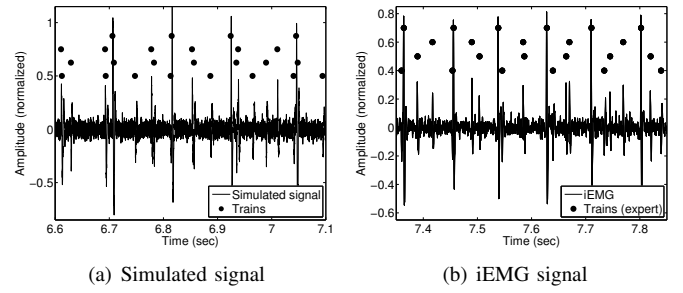 Amplitude (normalized)
1
0.5
0
−0.5
6.6
6.7
6.8
6.9
7
7.1
Time (sec)
Simulated signal
Trains
(a) Simulated signal
Amplitude (normalized)
0.8
0.6
0.4
0.2
0
−0.2
−0.4
−0.6
7.4
7.5
7.6
7.7
7.8
Time (sec)
iEMG
Trains (expert)
(b) iEMG signal